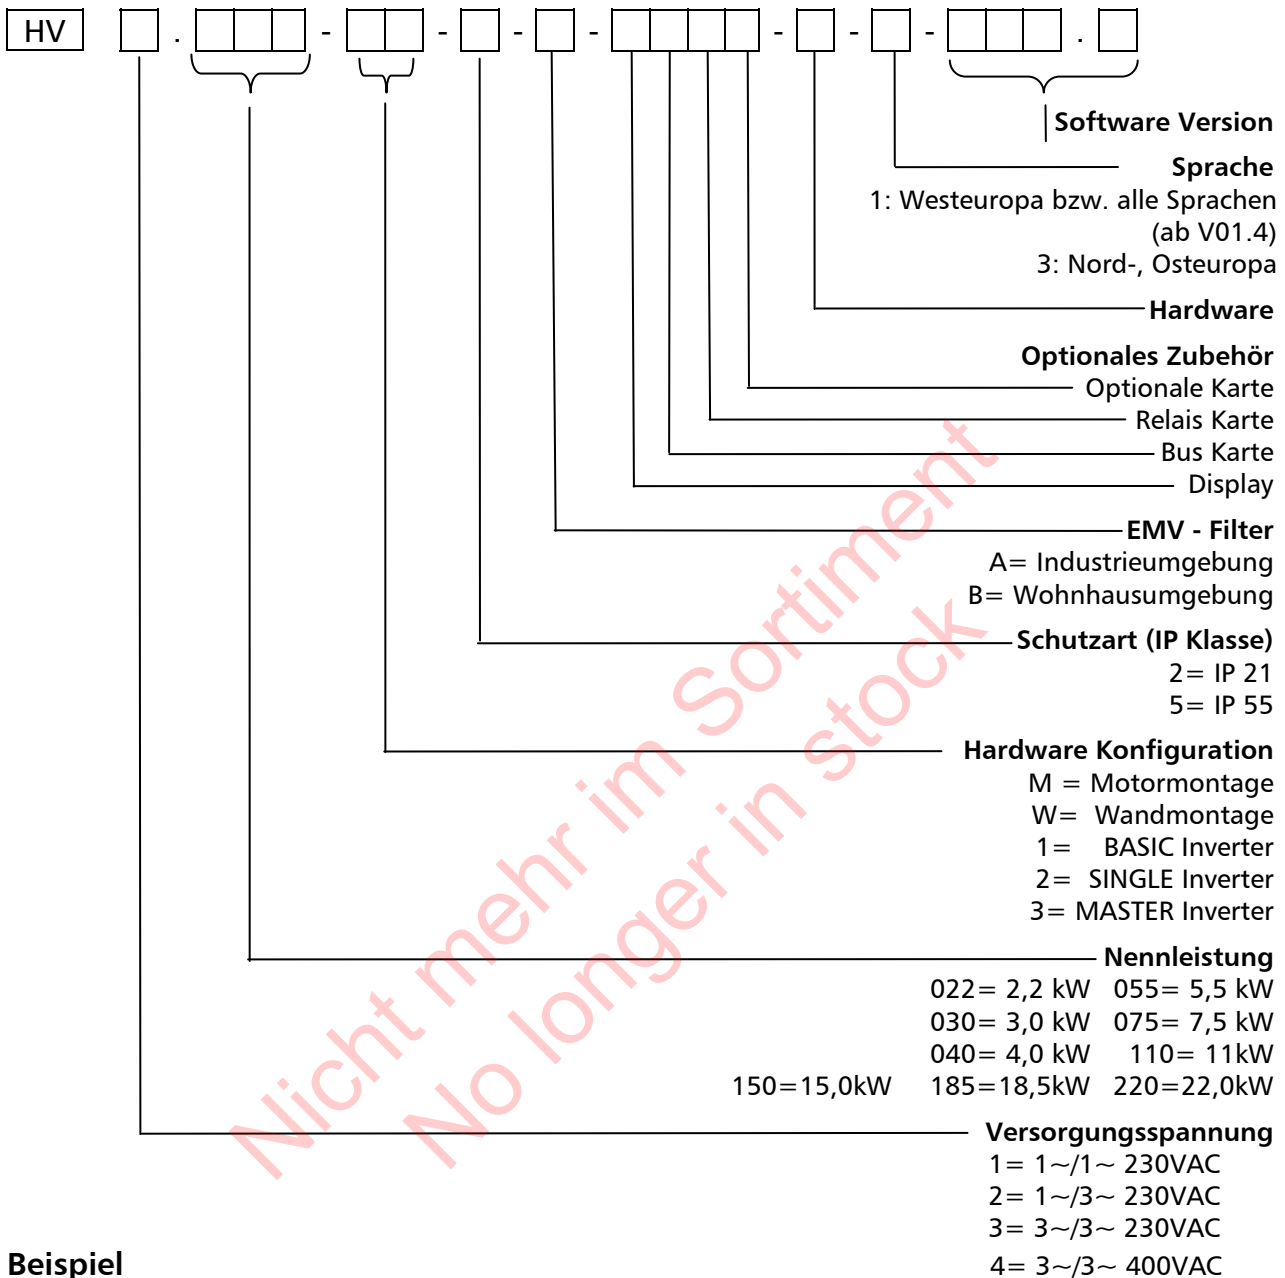 HV . - - - - - - .
Software Version
Sprache
1: Westeuropa bzw. alle Sprachen
(ab V01.4)
3: Nord-, Osteuropa
Hardware
Optionales Zubehör
Optionale Karte
Relais Karte
Bus Karte
Display
EMV - Filter
A= Industrieumgebung
B= Wohnhausumgebung
Schutzart (IP Klasse)
2= IP 21
5= IP 55
Hardware Konfiguration
M = Motormontage
W= Wandmontage
1= BASIC Inverter
2= SINGLE Inverter
3= MASTER Inverter
Nennleistung
022= 2,2 kW 055= 5,5 kW
030= 3,0 kW 075= 7,5 kW
040= 4,0 kW 110= 11kW
150=15,0kW 185=18,5kW 220=22,0kW
Versorgungsspannung
1= 1~/1~ 230VAC
2= 1~/3~ 230VAC
3= 3~/3~ 230VAC
4= 3~/3~ 400VAC
Beispiel
Nicht mehr im Sortiment
No longer in stock